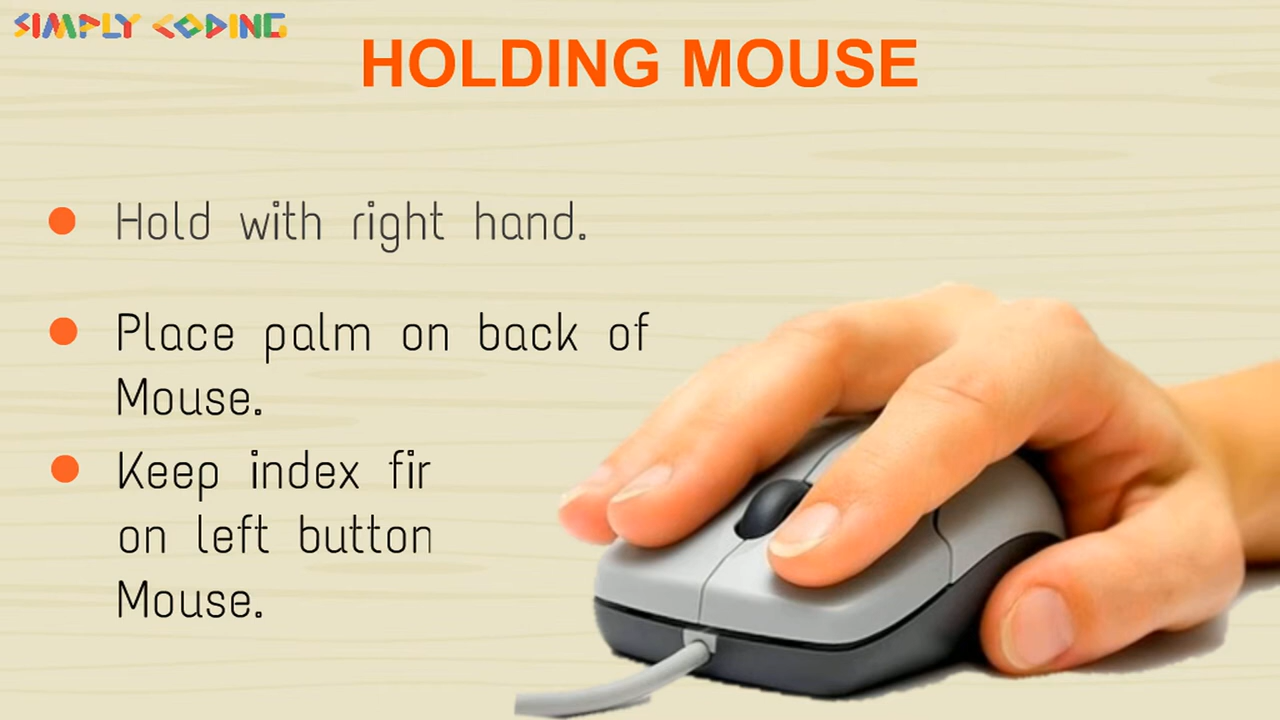 SIMPLY CODING
HOLDING MOUSE
Hold with right hand.
Place palm on back of
Mouse.
Keep index
on left button
Mouse.